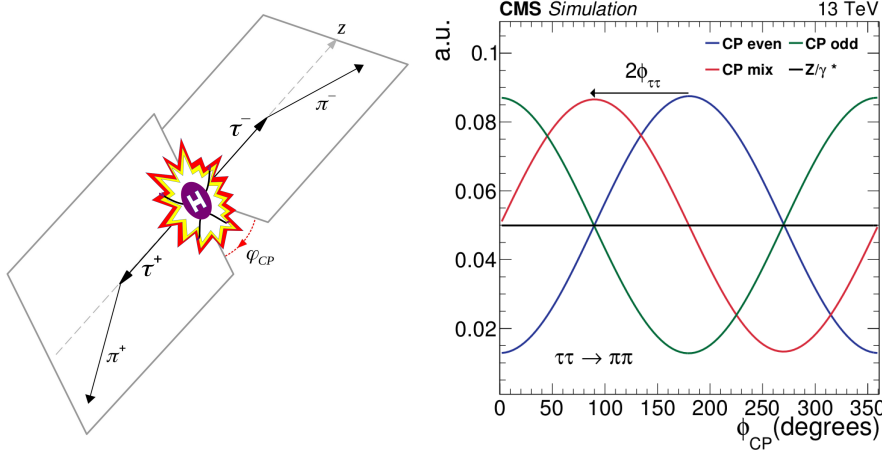 z
π⁻
τ⁻
H
φ_CP
τ⁺
π⁺
CMS Simulation 13 TeV
a.u.
CP even CP odd
CP mix Z/γ *
2ϕ_ττ
0.1
0.08
0.06
0.04
0.02
ττ → ππ
0 50 100 150 200 250 300 350
ϕ_CP(degrees)